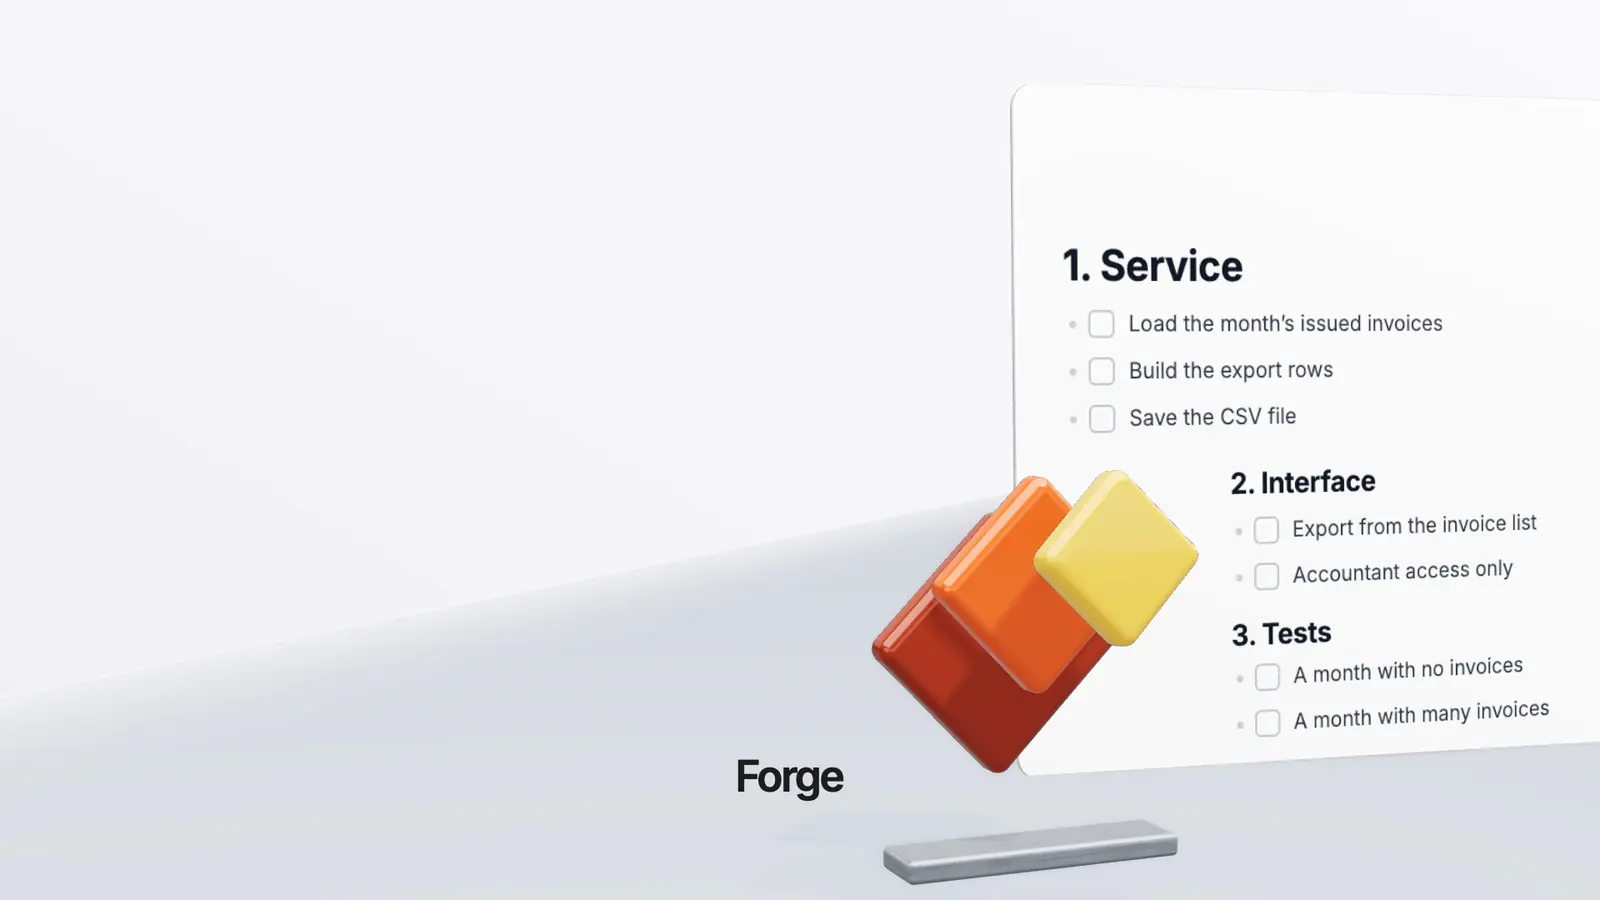 1. Service
Load the month's issued invoices
Build the export rows
Save the CSV file
2. Interface
Export from the invoice list
Accountant access only
3. Tests
A month with no invoices
A month with many invoices
Forge